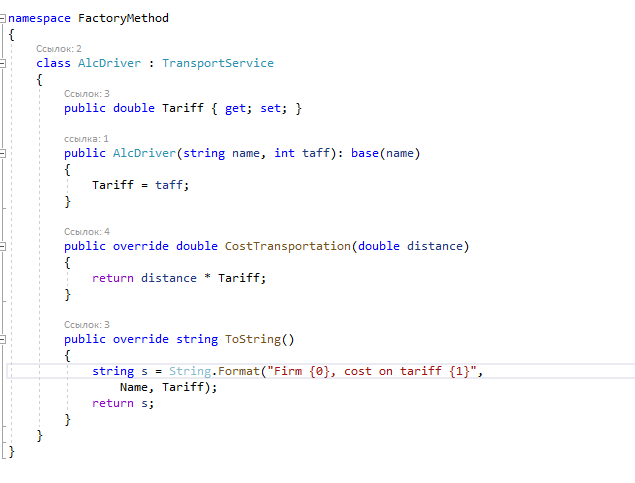 namespace FactoryMethod
{
Ссылок: 2
class AlcDriver : TransportService
{
Ссылок: 3
public double Tariff { get; set; }
ссылка: 1
public AlcDriver(string name, int taff): base(name)
{
Tariff = taff;
}
Ссылок: 4
public override double CostTransportation(double distance)
{
return distance * Tariff;
}
Ссылок: 3
public override string ToString()
{
string s = String.Format("Firm {0}, cost on tariff {1}",
Name, Tariff);
return s;
}
}
}